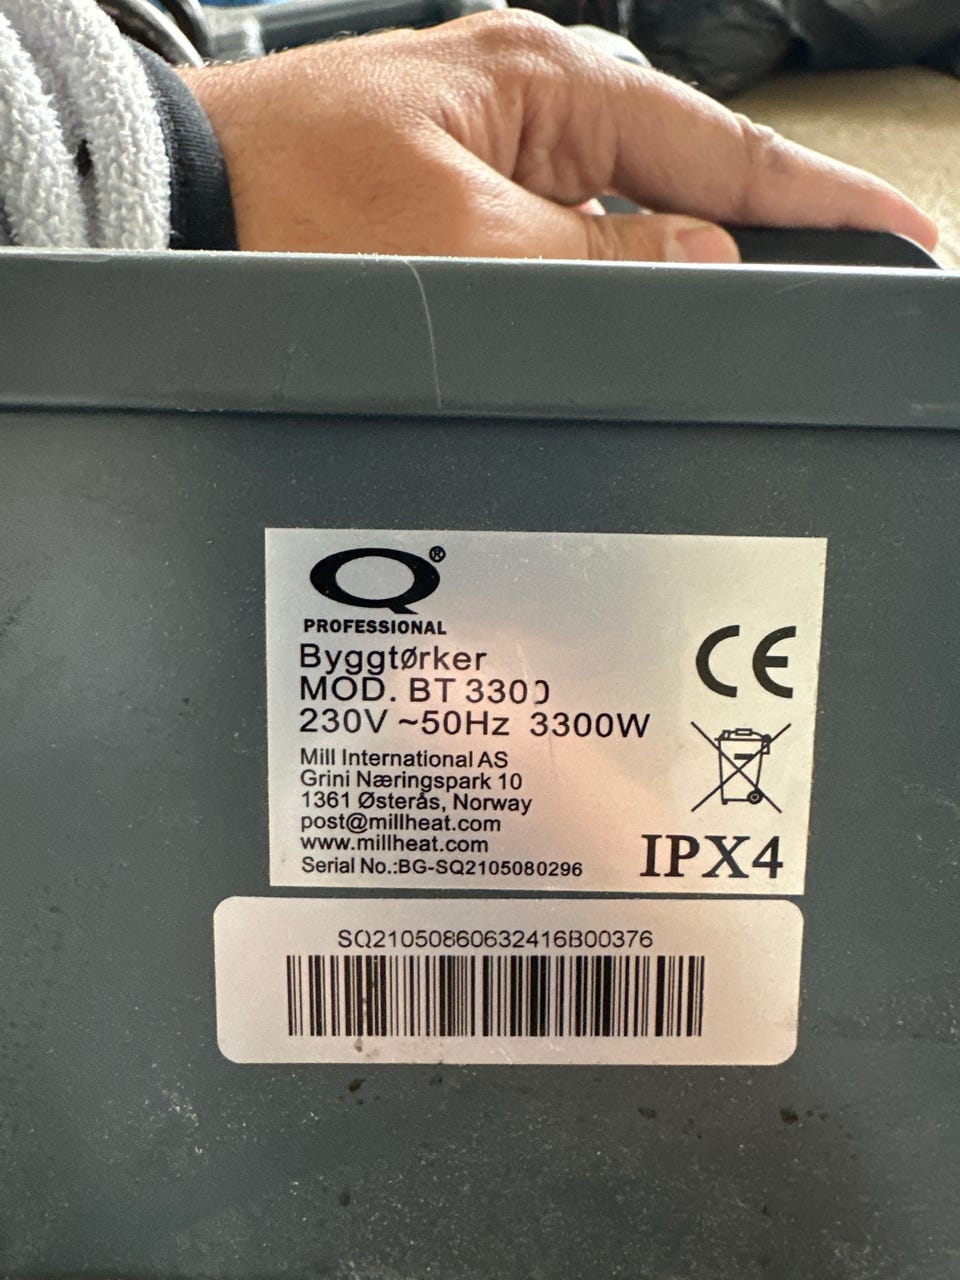 Q®
PROFESSIONAL
Byggtørker
MOD. BT 3300
230V ~50Hz 3300W
Mill International AS
Grini Næringspark 10
1361 Østerås, Norway
post@millheat.com
www.millheat.com
Serial No.:BG-SQ2105080296
CE
IPX4
SQ21050860632416B00376